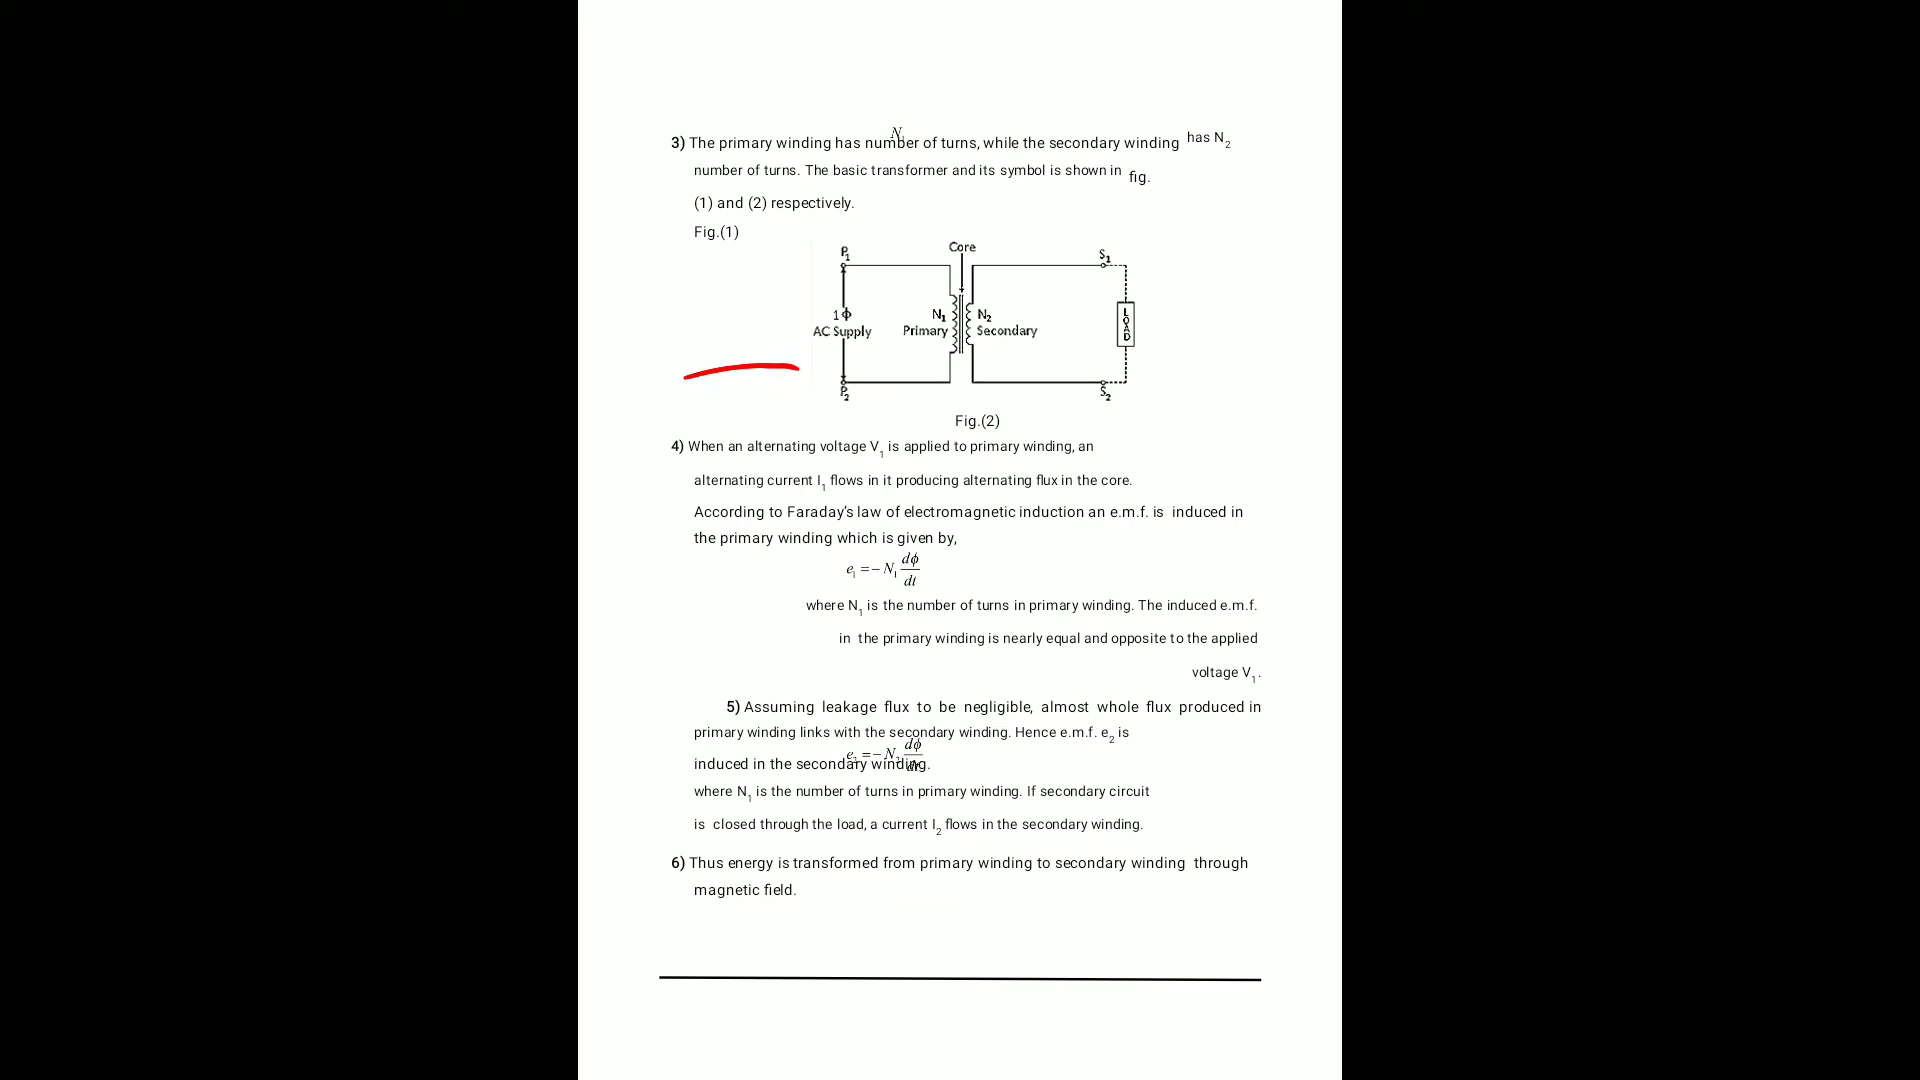 3) The primary winding has number of turns, while the secondary winding has N2
N1
number of turns. The basic transformer and its symbol is shown in fig.
(1) and (2) respectively.
Fig.(1)
Core
P1
S1
1ϕ
AC Supply
N1
Primary
N2
Secondary
LOAD
P2
S2
Fig.(2)
4) When an alternating voltage V1 is applied to primary winding, an
alternating current I1 flows in it producing alternating flux in the core.
According to Faraday's law of electromagnetic induction an e.m.f. is induced in
the primary winding which is given by,
e1 = − N1 dϕ/dt
where N1 is the number of turns in primary winding. The induced e.m.f.
in the primary winding is nearly equal and opposite to the applied
voltage V1.
5) Assuming leakage flux to be negligible, almost whole flux produced in
primary winding links with the secondary winding. Hence e.m.f. e2 is
induced in the secondary winding.
e2 = − N2 dϕ/dt
where N1 is the number of turns in primary winding. If secondary circuit
is closed through the load, a current I2 flows in the secondary winding.
6) Thus energy is transformed from primary winding to secondary winding through
magnetic field.